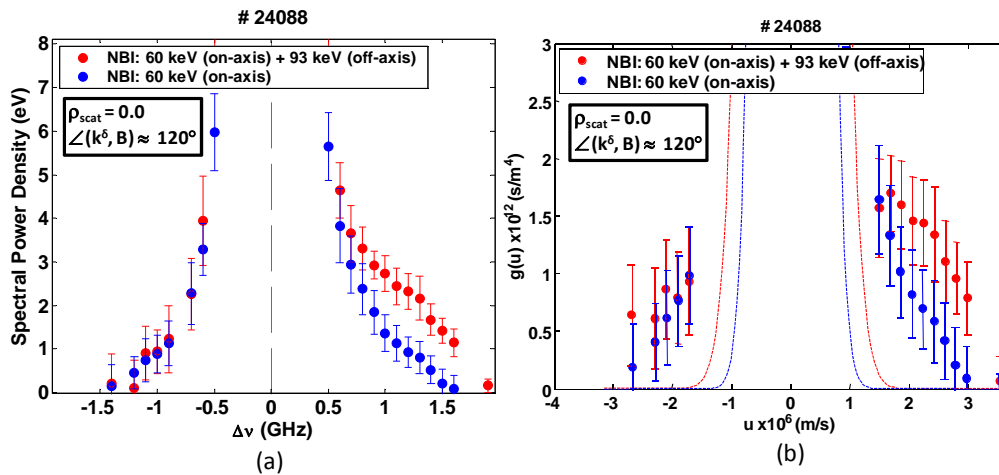 # 24088
NBI: 60 keV (on-axis) + 93 keV (off-axis)
NBI: 60 keV (on-axis)
ρscat = 0.0
∠(k^δ, B) ≈ 120°
Spectral Power Density (eV)
8
7
6
5
4
3
2
1
0
-1.5
-1
-0.5
0
0.5
1
1.5
Δν (GHz)
(a)
# 24088
NBI: 60 keV (on-axis) + 93 keV (off-axis)
NBI: 60 keV (on-axis)
ρscat = 0.0
∠(k^δ, B) ≈ 120°
g(u) x10^12 (s/m^4)
3
2.5
2
1.5
1
0.5
0
-4
-3
-2
-1
0
1
2
3
u x10^6 (m/s)
(b)